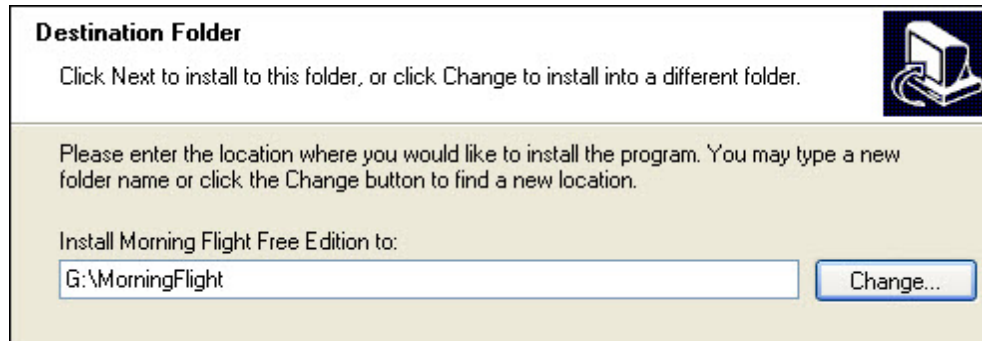 Destination Folder
Click Next to install to this folder, or click Change to install into a different folder.
Please enter the location where you would like to install the program. You may type a new
folder name or click the Change button to find a new location.
Install Morning Flight Free Edition to:
G:\MorningFlight
Change...